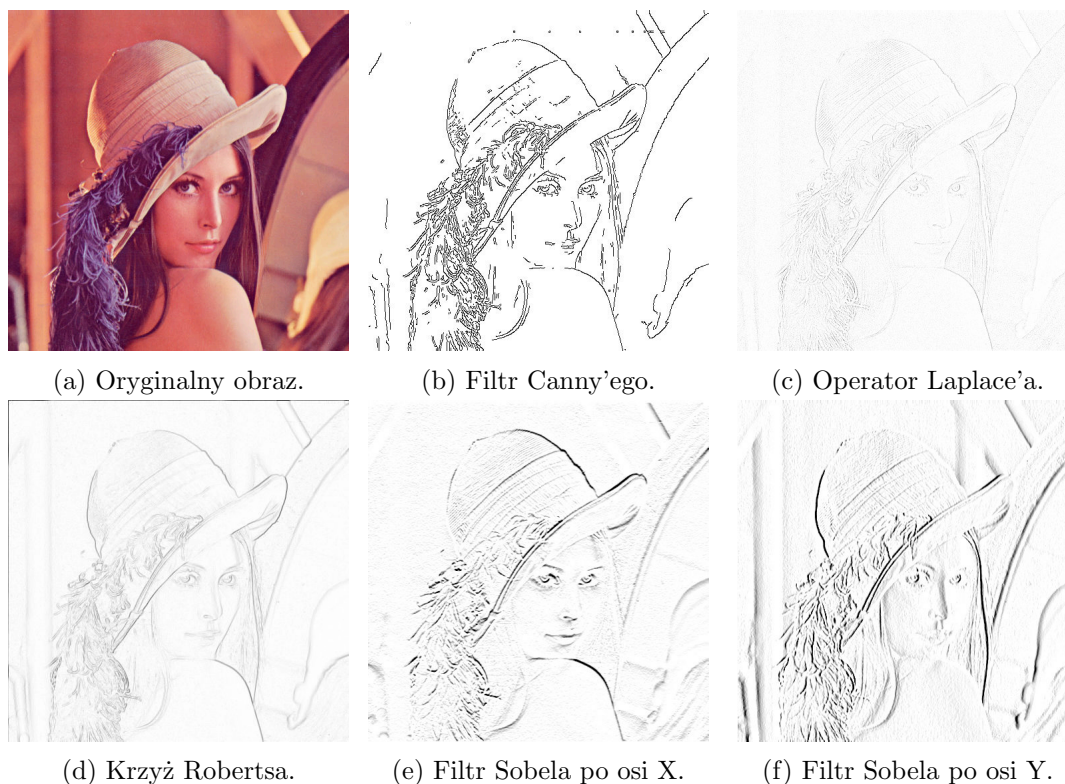 (a) Oryginalny obraz.
(b) Filtr Canny’ego.
(c) Operator Laplace’a.
(d) Krzyż Robertsa.
(e) Filtr Sobela po osi X.
(f) Filtr Sobela po osi Y.